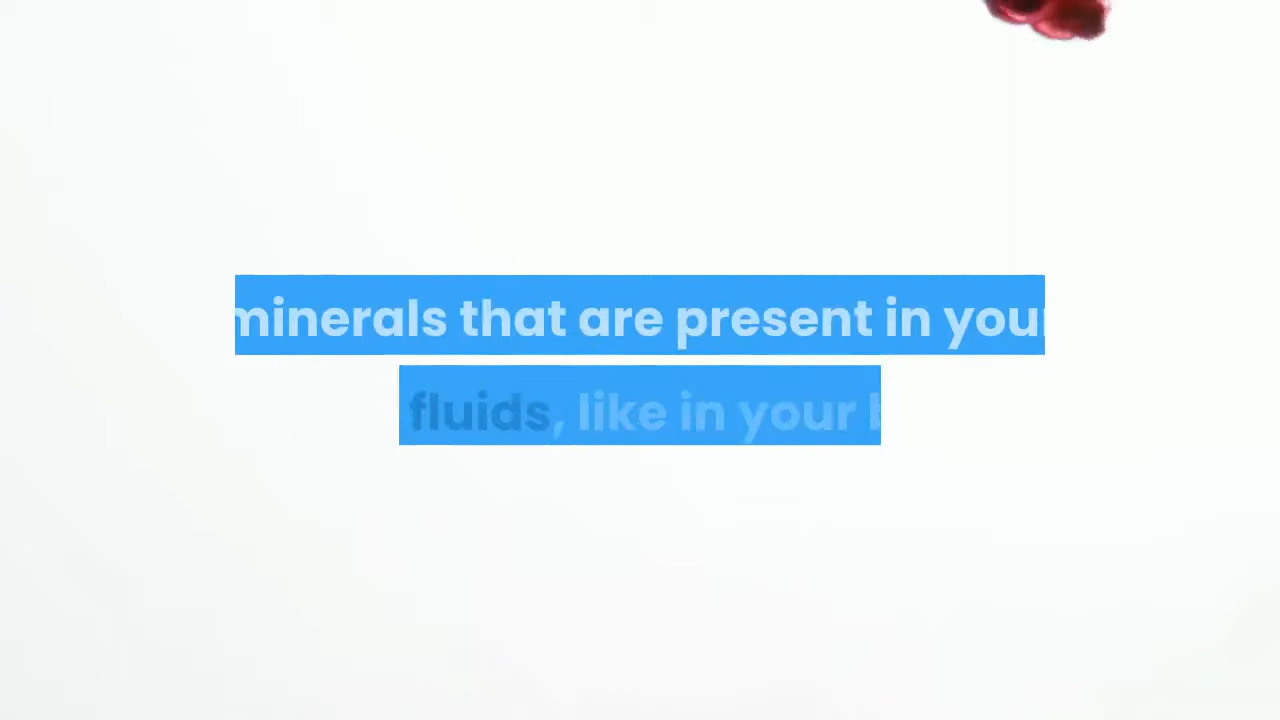 minerals that are present in your
fluids, like in your